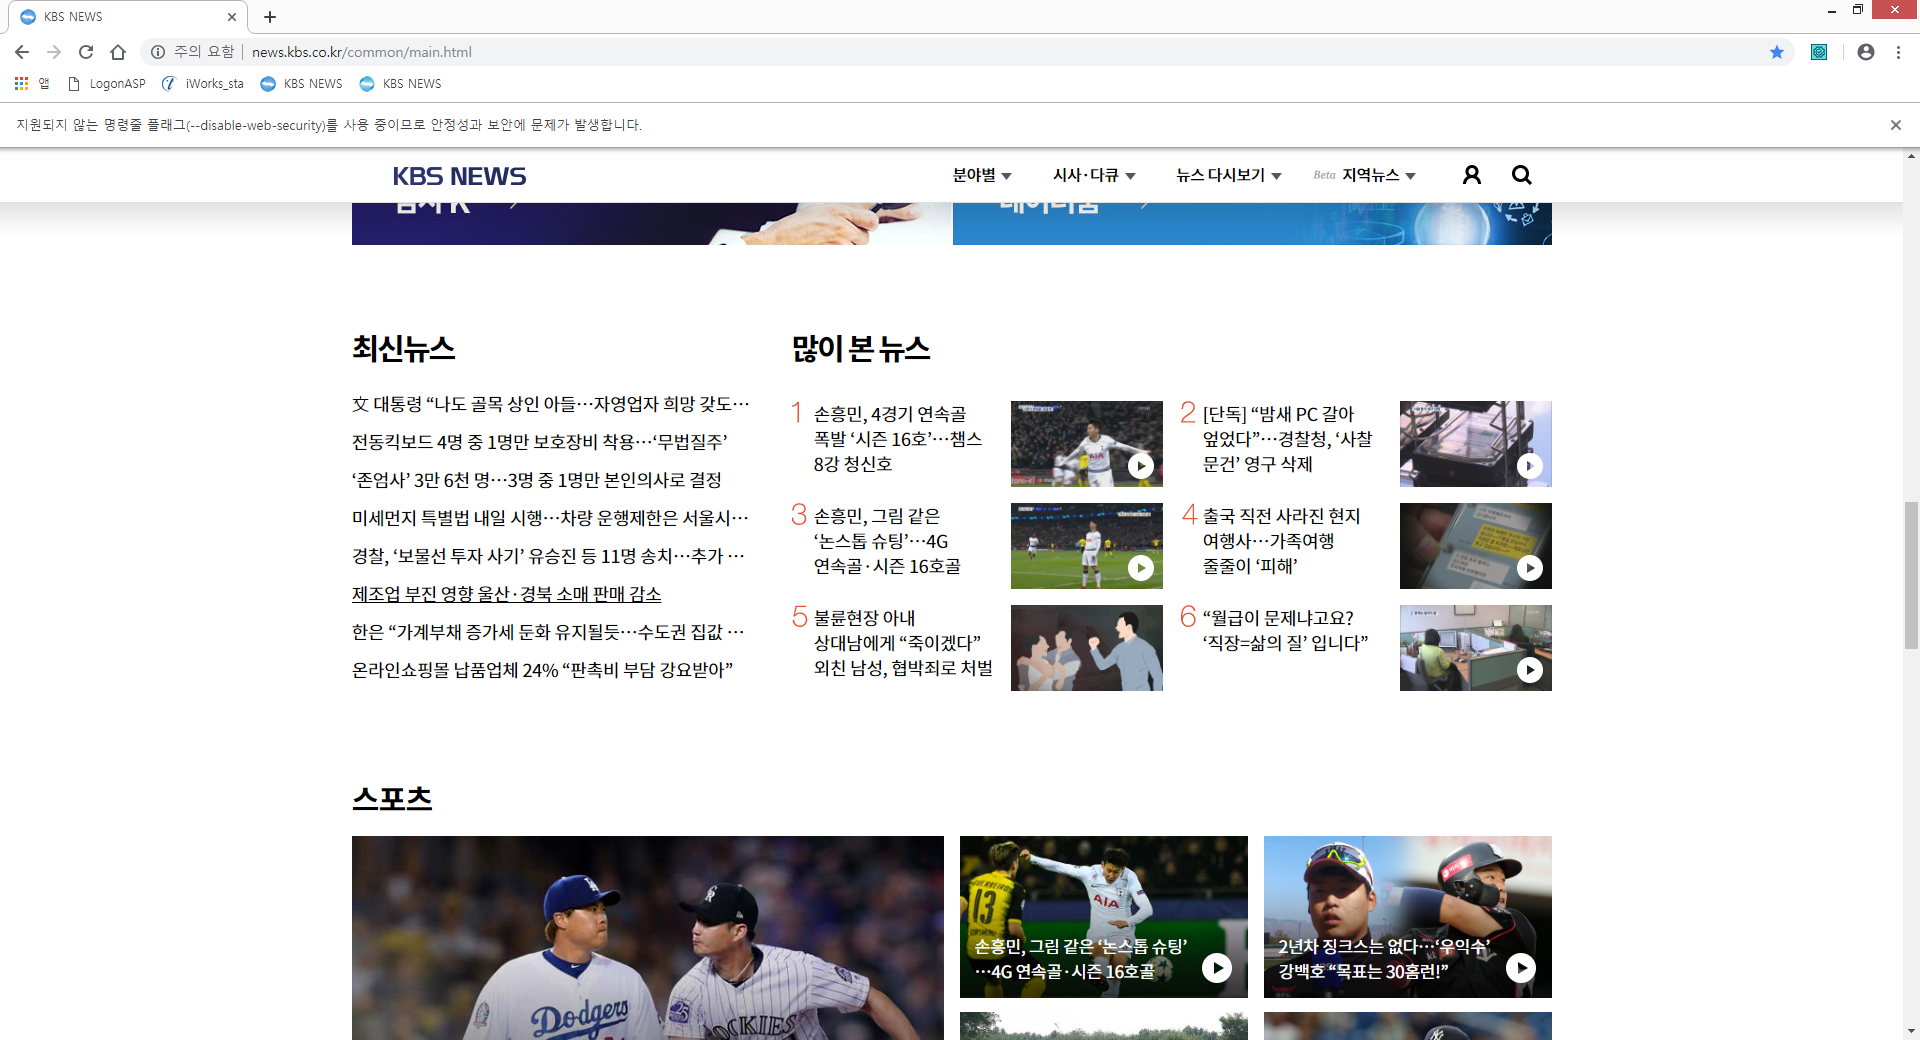 KBS NEWS
주의 요함
news.kbs.co.kr/common/main.html
앱
LogonASP
iWorks_sta
KBS NEWS
KBS NEWS
지원되지 않는 명령줄 플래그(--disable-web-security)를 사용 중이므로 안정성과 보안에 문제가 발생합니다.
KBS NEWS
분야별
시사·다큐
뉴스 다시보기
Beta 지역뉴스
최신뉴스
文 대통령 “나도 골목 상인 아들…자영업자 희망 갖도…
전동킥보드 4명 중 1명만 보호장비 착용…‘무법질주’
‘존엄사’ 3만 6천 명…3명 중 1명만 본인의사로 결정
미세먼지 특별법 내일 시행…차량 운행제한은 서울시…
경찰, ‘보물선 투자 사기’ 유승진 등 11명 송치…추가 …
제조업 부진 영향 울산·경북 소매 판매 감소
한은 “가계부채 증가세 둔화 유지될듯…수도권 집값 …
온라인쇼핑몰 납품업체 24% “판촉비 부담 강요받아”
많이 본 뉴스
1 손흥민, 4경기 연속골
폭발 ‘시즌 16호’…챔스
8강 청신호
2 [단독] “밤새 PC 갈아
엎었다”…경찰청, ‘사찰
문건’ 영구 삭제
3 손흥민, 그림 같은
‘논스톱 슈팅’…4G
연속골·시즌 16호골
4 출국 직전 사라진 현지
여행사…가족여행
줄줄이 ‘피해’
5 불륜현장 아내
상대남에게 “죽이겠다”
외친 남성, 협박죄로 처벌
6 “월급이 문제냐고요?
‘직장=삶의 질’ 입니다”
스포츠
Dodgers
ROCKIES
AIA
13
손흥민, 그림 같은 ‘논스톱 슈팅’
…4G 연속골·시즌 16호골
2년차 징크스는 없다…‘우익수’
강백호 “목표는 30홈런!”